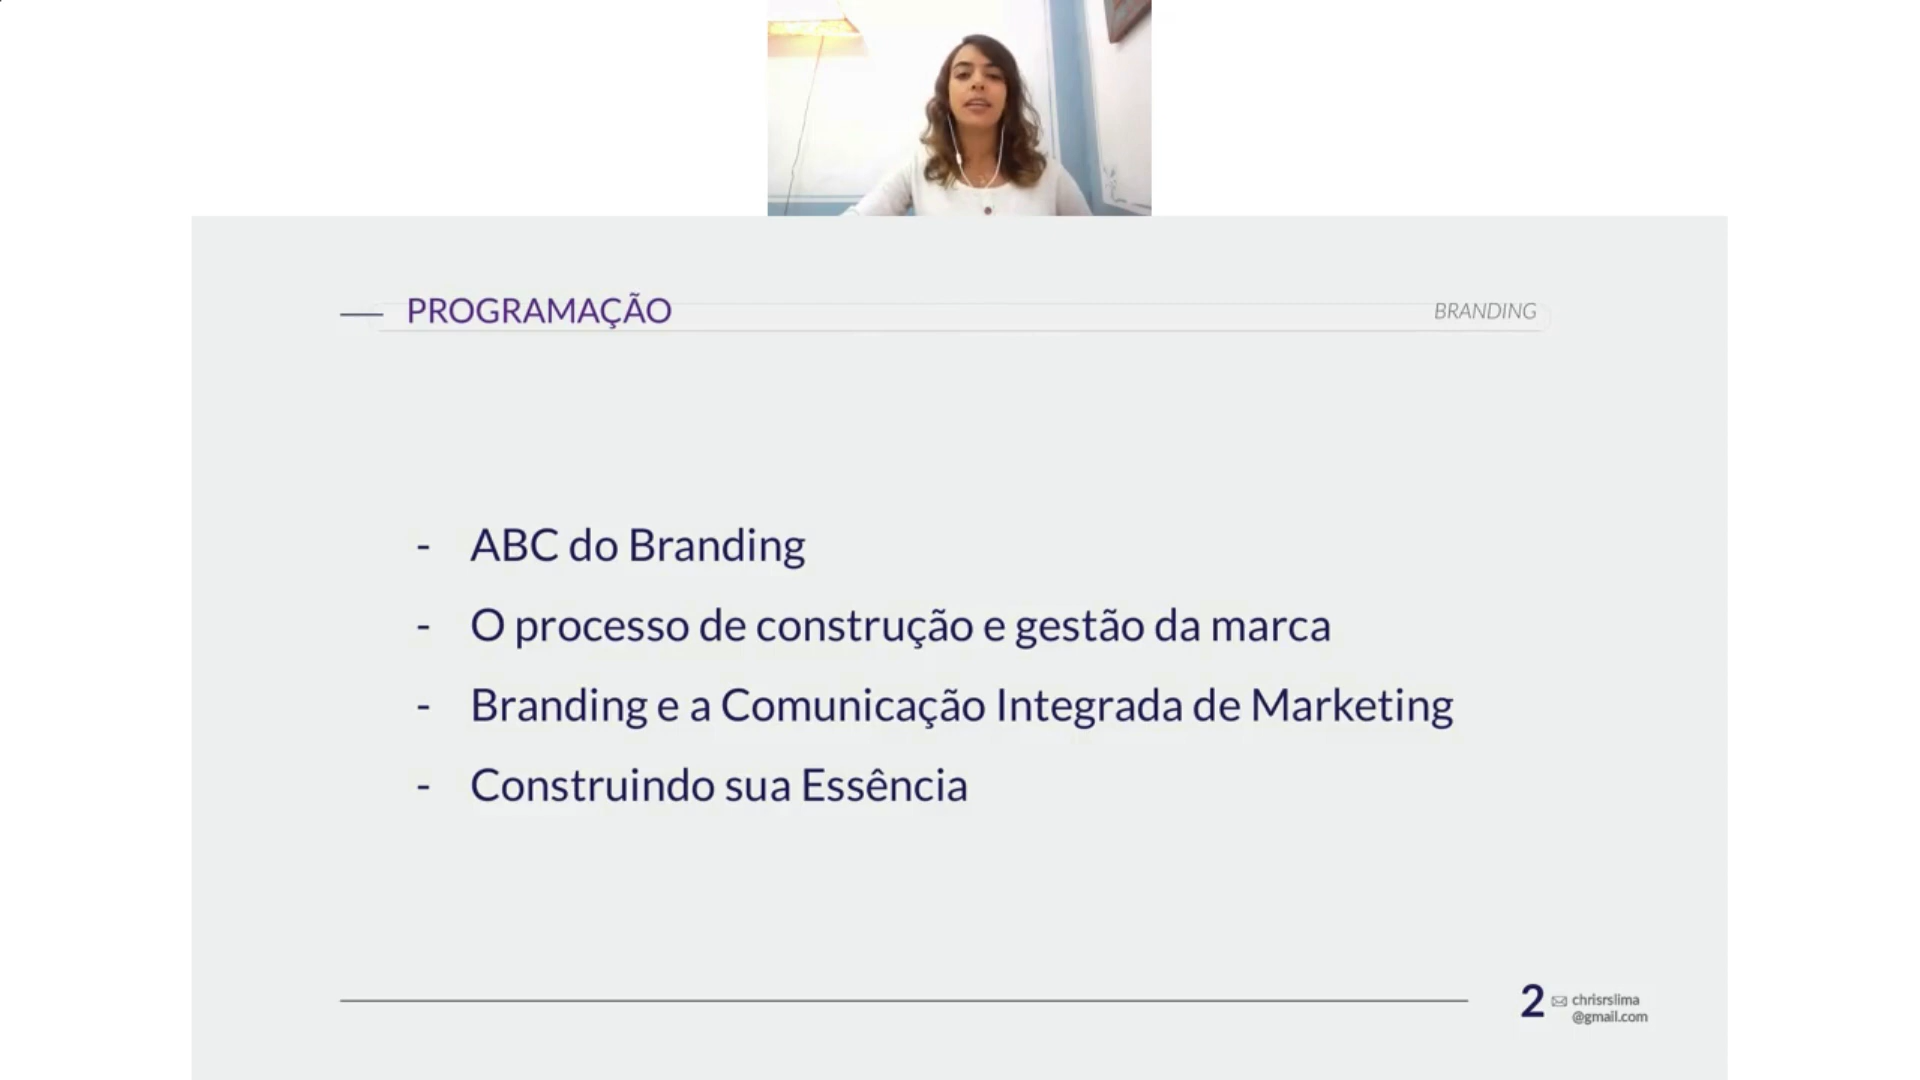 PROGRAMAÇÃO
BRANDING
- ABC do Branding
- O processo de construção e gestão da marca
- Branding e a Comunicação Integrada de Marketing
- Construindo sua Essência
2
chrisrslima
@gmail.com